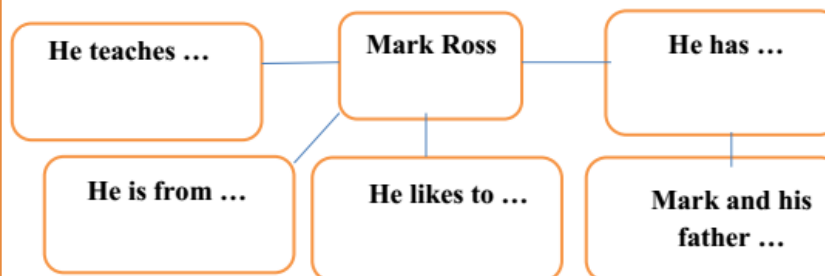 He teaches …
Mark Ross
He has …
He is from …
He likes to …
Mark and his
father …